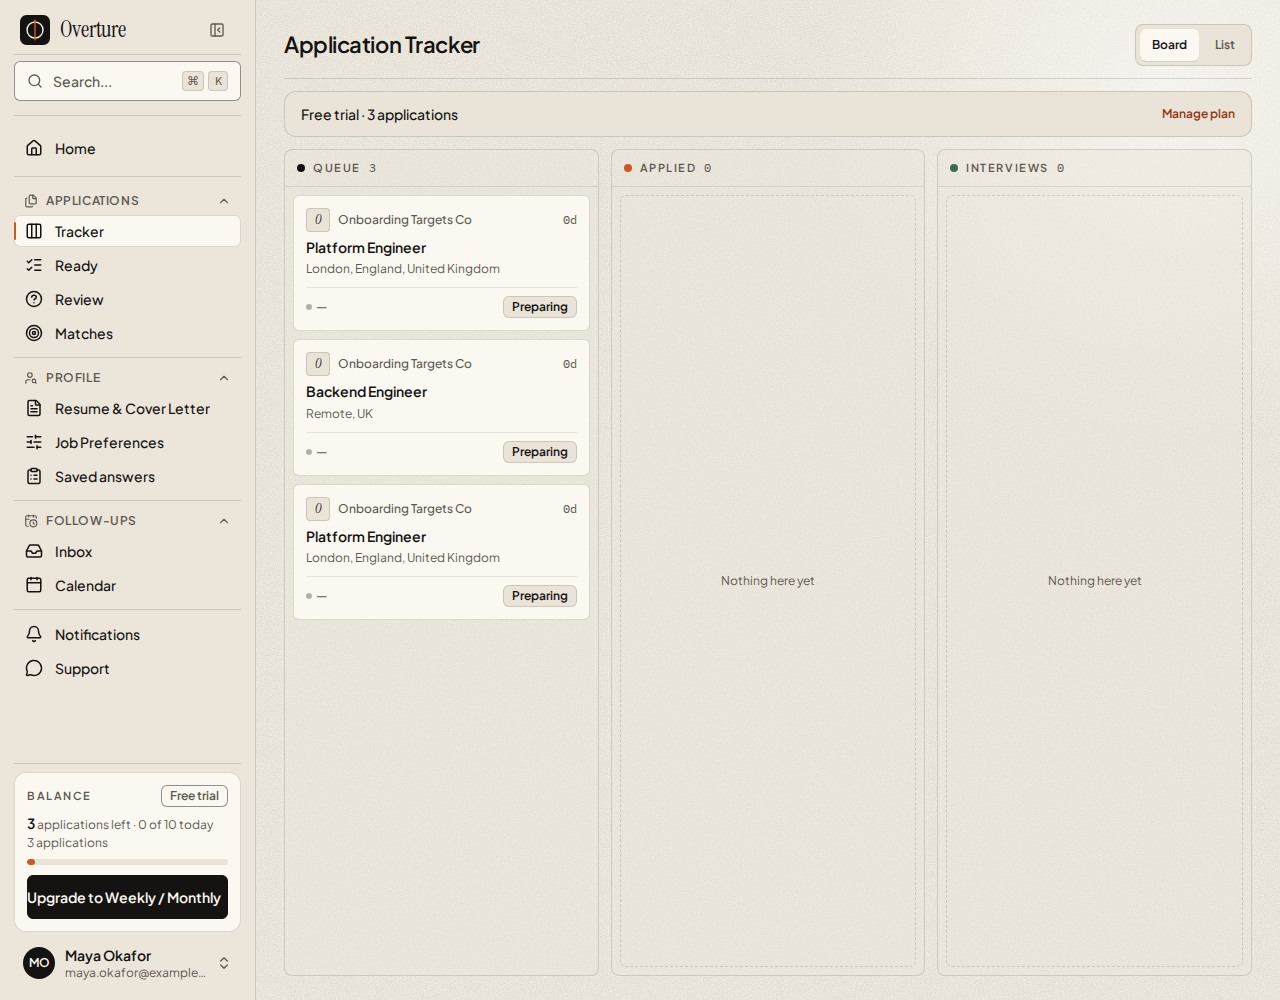 Overture
Search...
⌘ K
Home
APPLICATIONS
Tracker
Ready
Review
Matches
PROFILE
Resume & Cover Letter
Job Preferences
Saved answers
FOLLOW-UPS
Inbox
Calendar
Notifications
Support
BALANCE
Free trial
3 applications left · 0 of 10 today
3 applications
Upgrade to Weekly / Monthly
MO
Maya Okafor
maya.okafor@example...
Application Tracker
Board
List
Free trial · 3 applications
Manage plan
QUEUE 3
O Onboarding Targets Co 0d
Platform Engineer
London, England, United Kingdom
— Preparing
O Onboarding Targets Co 0d
Backend Engineer
Remote, UK
— Preparing
O Onboarding Targets Co 0d
Platform Engineer
London, England, United Kingdom
— Preparing
APPLIED 0
Nothing here yet
INTERVIEWS 0
Nothing here yet